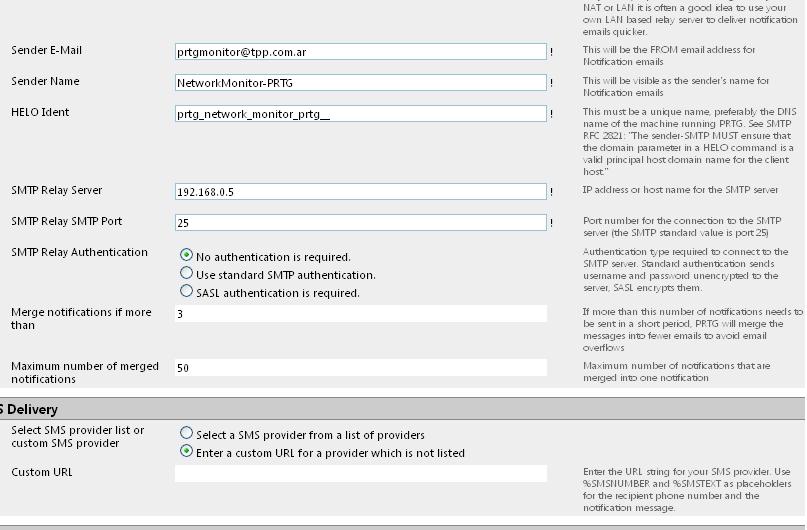 NAT or LAN it is often a good idea to use your
own LAN based relay server to deliver notification
emails quicker.
Sender E-Mail
prtgmonitor@tpp.com.ar
!
This will be the FROM email address for
Notification emails
Sender Name
NetworkMonitor-PRTG
!
This will be visible as the sender's name for
Notification emails
HELO Ident
prtg_network_monitor_prtg__
!
This must be a unique name, preferably the DNS
name of the machine running PRTG. See SMTP
RFC 2821: "The sender-SMTP MUST ensure that
the domain parameter in a HELO command is a
valid principal host domain name for the client
host."
SMTP Relay Server
192.168.0.5
!
IP address or host name for the SMTP server
SMTP Relay SMTP Port
25
!
Port number for the connection to the SMTP
server (the SMTP standard value is port 25)
SMTP Relay Authentication
No authentication is required.
Use standard SMTP authentication.
SASL authentication is required.
Authentication type required to connect to the
SMTP server. Standard authentication sends
username and password unencrypted to the
server, SASL encrypts them.
Merge notifications if more
than
3
If more than this number of notifications needs to
be sent in a short period, PRTG will merge the
messages into fewer emails to avoid email
overflows
Maximum number of merged
notifications
50
Maximum number of notifications that are
merged into one notification
S Delivery
Select SMS provider list or
custom SMS provider
Select a SMS provider from a list of providers
Enter a custom URL for a provider which is not listed
Custom URL
Enter the URL string for your SMS provider. Use
%SMSNUMBER and %SMSTEXT as placeholders
for the recipient phone number and the
notification message.